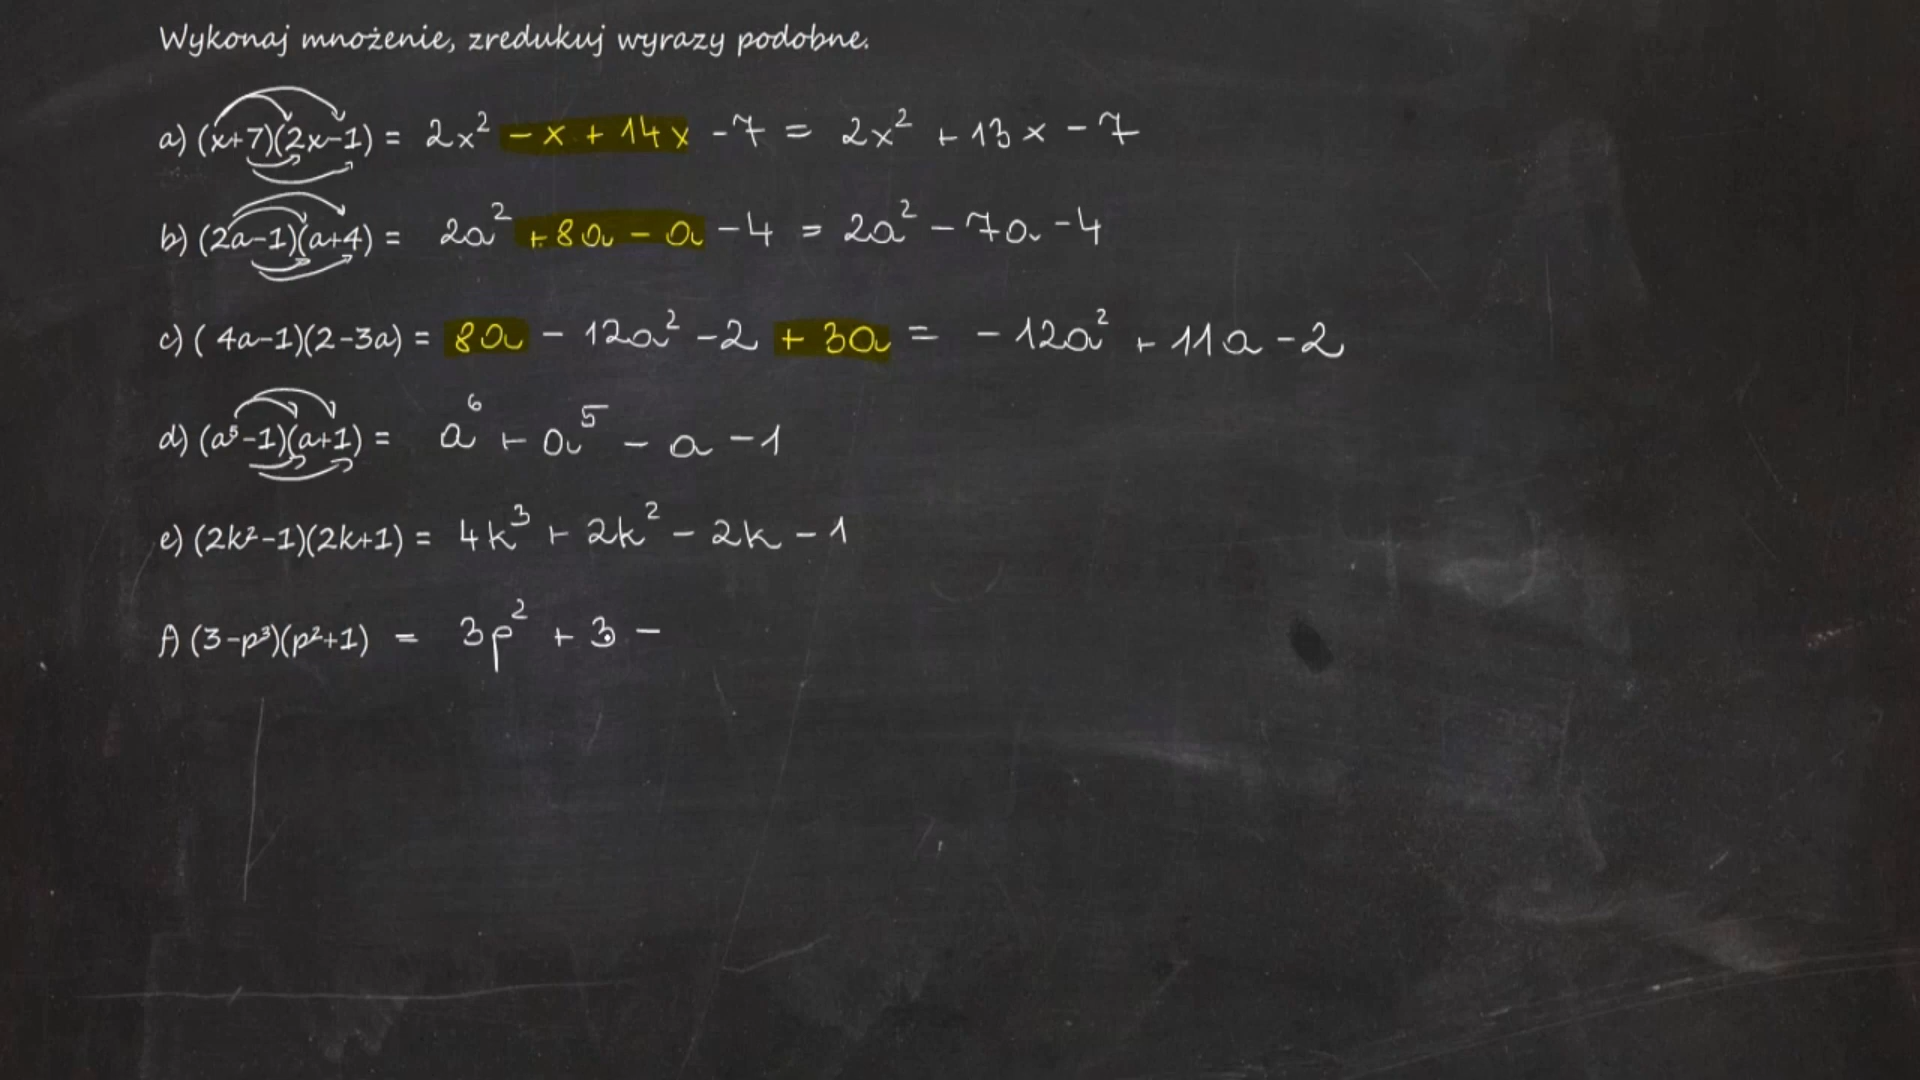 Wykonaj mnożenie, zredukuj wyrazy podobne.
a) (x+7)(2x-1) = 2x² - x + 14x - 7 = 2x² + 13x - 7
b) (2a-1)(a+4) = 2a² + 8a - a - 4 = 2a² - 7a - 4
c) ( 4a-1)(2-3a) = 8a - 12a² - 2 + 3a = - 12a² + 11a - 2
d) (a⁵-1)(a+1) = a⁶ + a⁵ - a - 1
e) (2k²-1)(2k+1) = 4k³ + 2k² - 2k - 1
f) (3-p³)(p²+1) = 3p² + 3 -